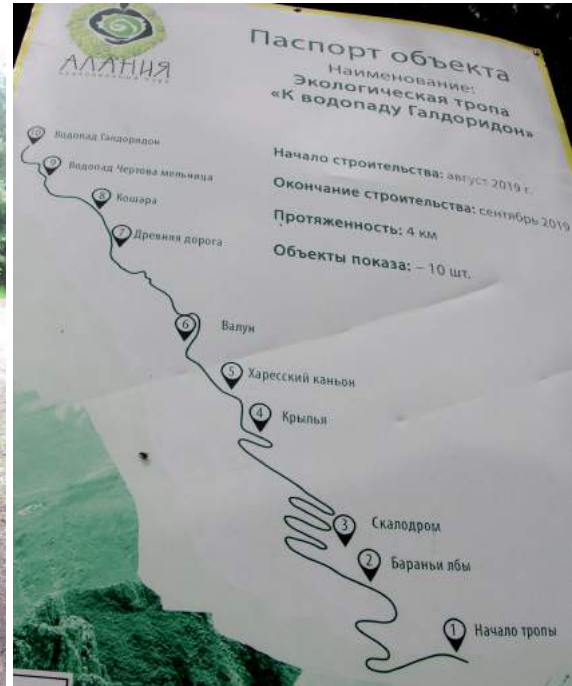 АЛАНИЯ
НАЦИОНАЛЬНЫЙ ПАРК
Паспорт объекта
Наименование:
Экологическая тропа
«К водопаду Галдоридон»
Начало строительства: август 2019 г.
Окончание строительства: сентябрь 2019
Протяженность: 4 км
Объекты показа: – 10 шт.
10 Водопад Галдоридон
9 Водопад Чертова мельница
8 Кошара
7 Древняя дорога
6 Валун
5 Харесский каньон
4 Крылья
3 Скалодром
2 Бараньи лбы
1 Начало тропы